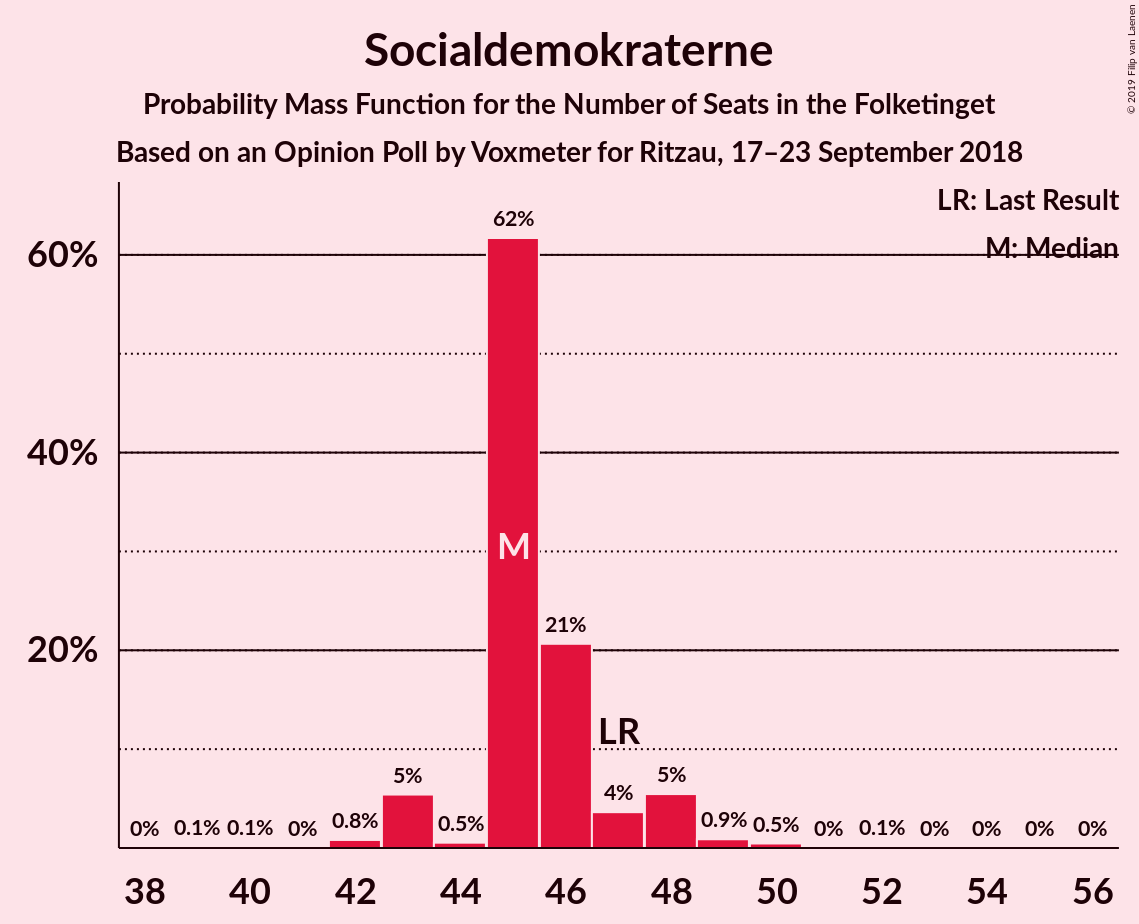 © 2019 Filip van Laenen
Socialdemokraterne
Probability Mass Function for the Number of Seats in the Folketinget
Based on an Opinion Poll by Voxmeter for Ritzau, 17–23 September 2018
LR: Last Result
M: Median
60%
40%
20%
0%
0.1%
0.1%
0%
0.8%
5%
0.5%
62%
M
21%
LR
4%
5%
0.9%
0.5%
0%
0.1%
0%
0%
0%
0%
38 40 42 44 46 48 50 52 54 56